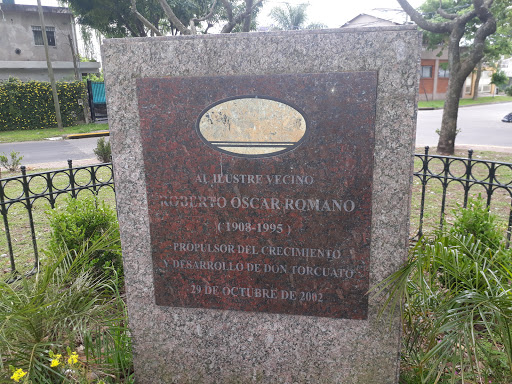 AL ILUSTRE VECINO
ROBERTO OSCAR ROMANO
( 1908-1995 )
PROPULSOR DEL CRECIMIENTO
Y DESARROLLO DE DON TORCUATO
29 DE OCTUBRE DE 2002